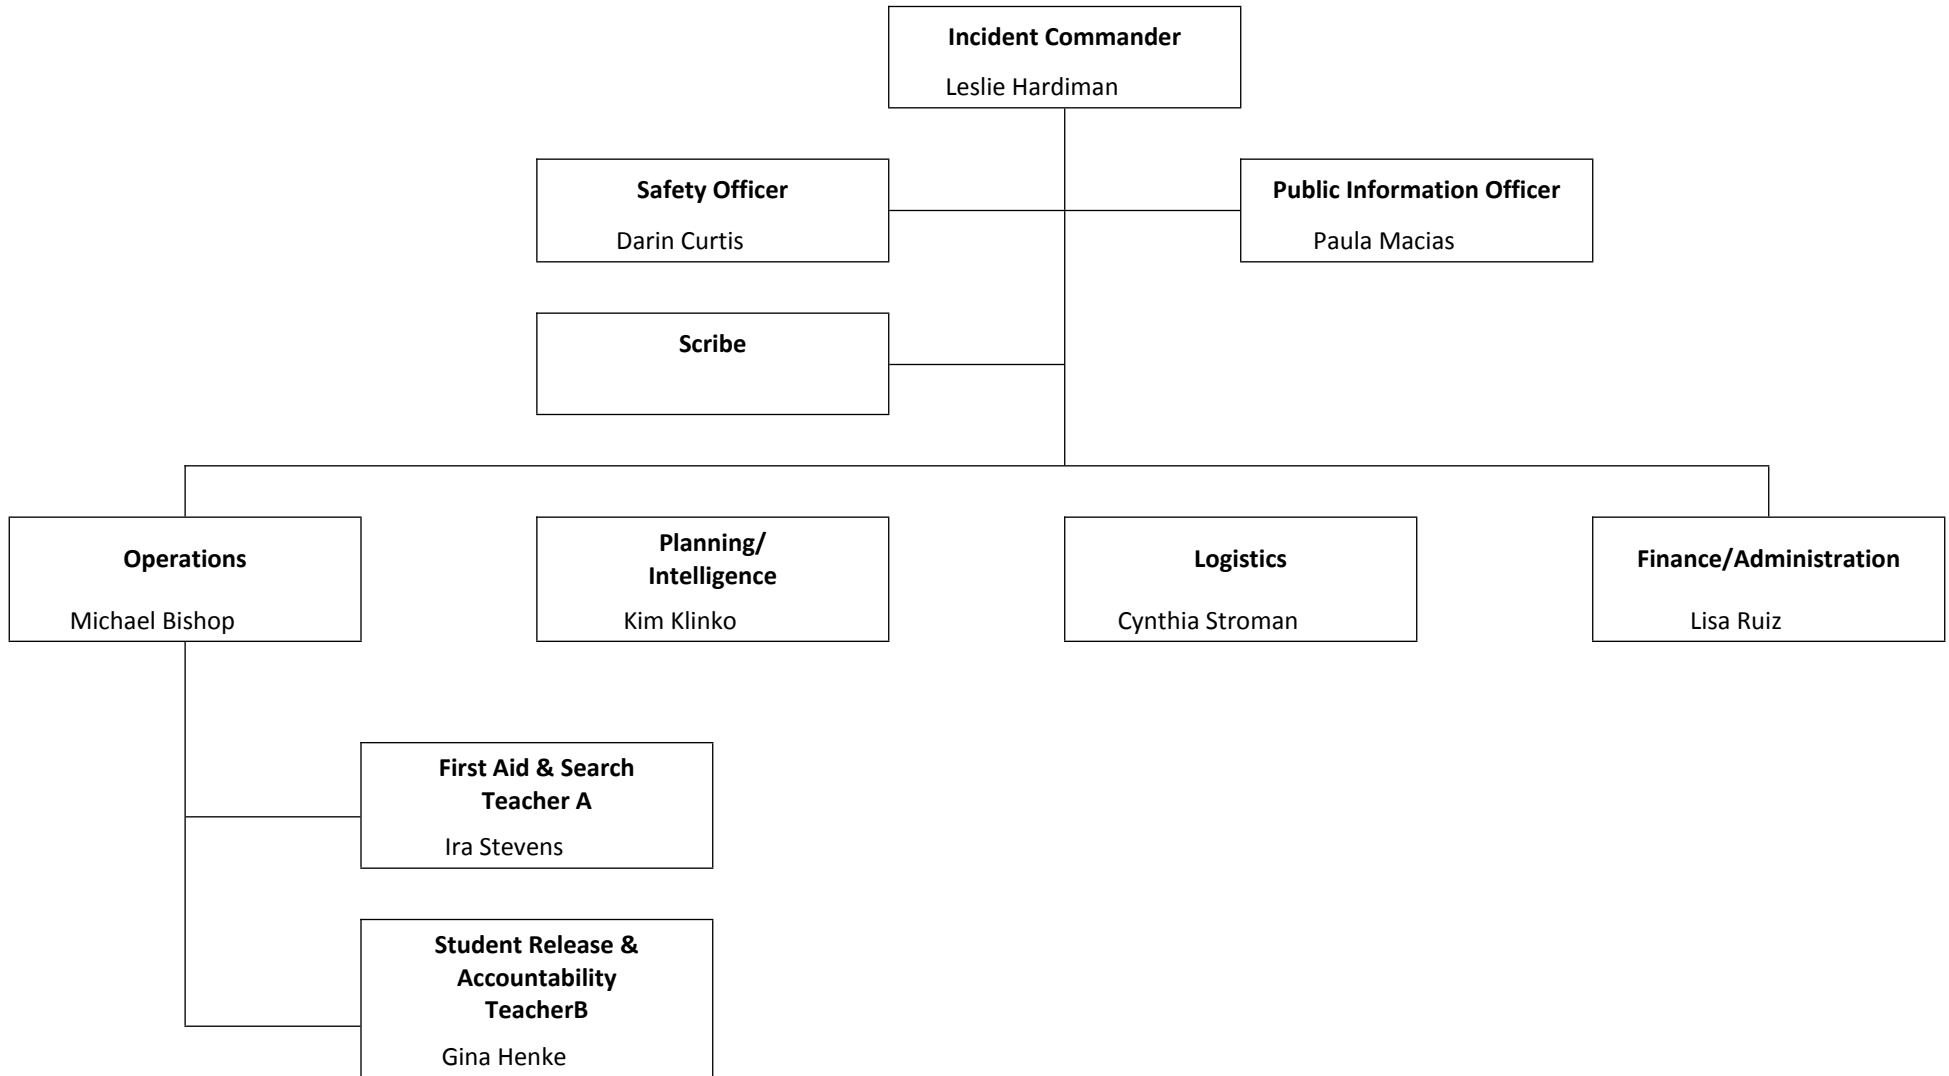 Incident Commander
Leslie Hardiman
Safety Officer
Darin Curtis
Public Information Officer
Paula Macias
Scribe
Operations
Michael Bishop
Planning/
Intelligence
Kim Klinko
Logistics
Cynthia Stroman
Finance/Administration
Lisa Ruiz
First Aid & Search
Teacher A
Ira Stevens
Student Release &
Accountability
TeacherB
Gina Henke